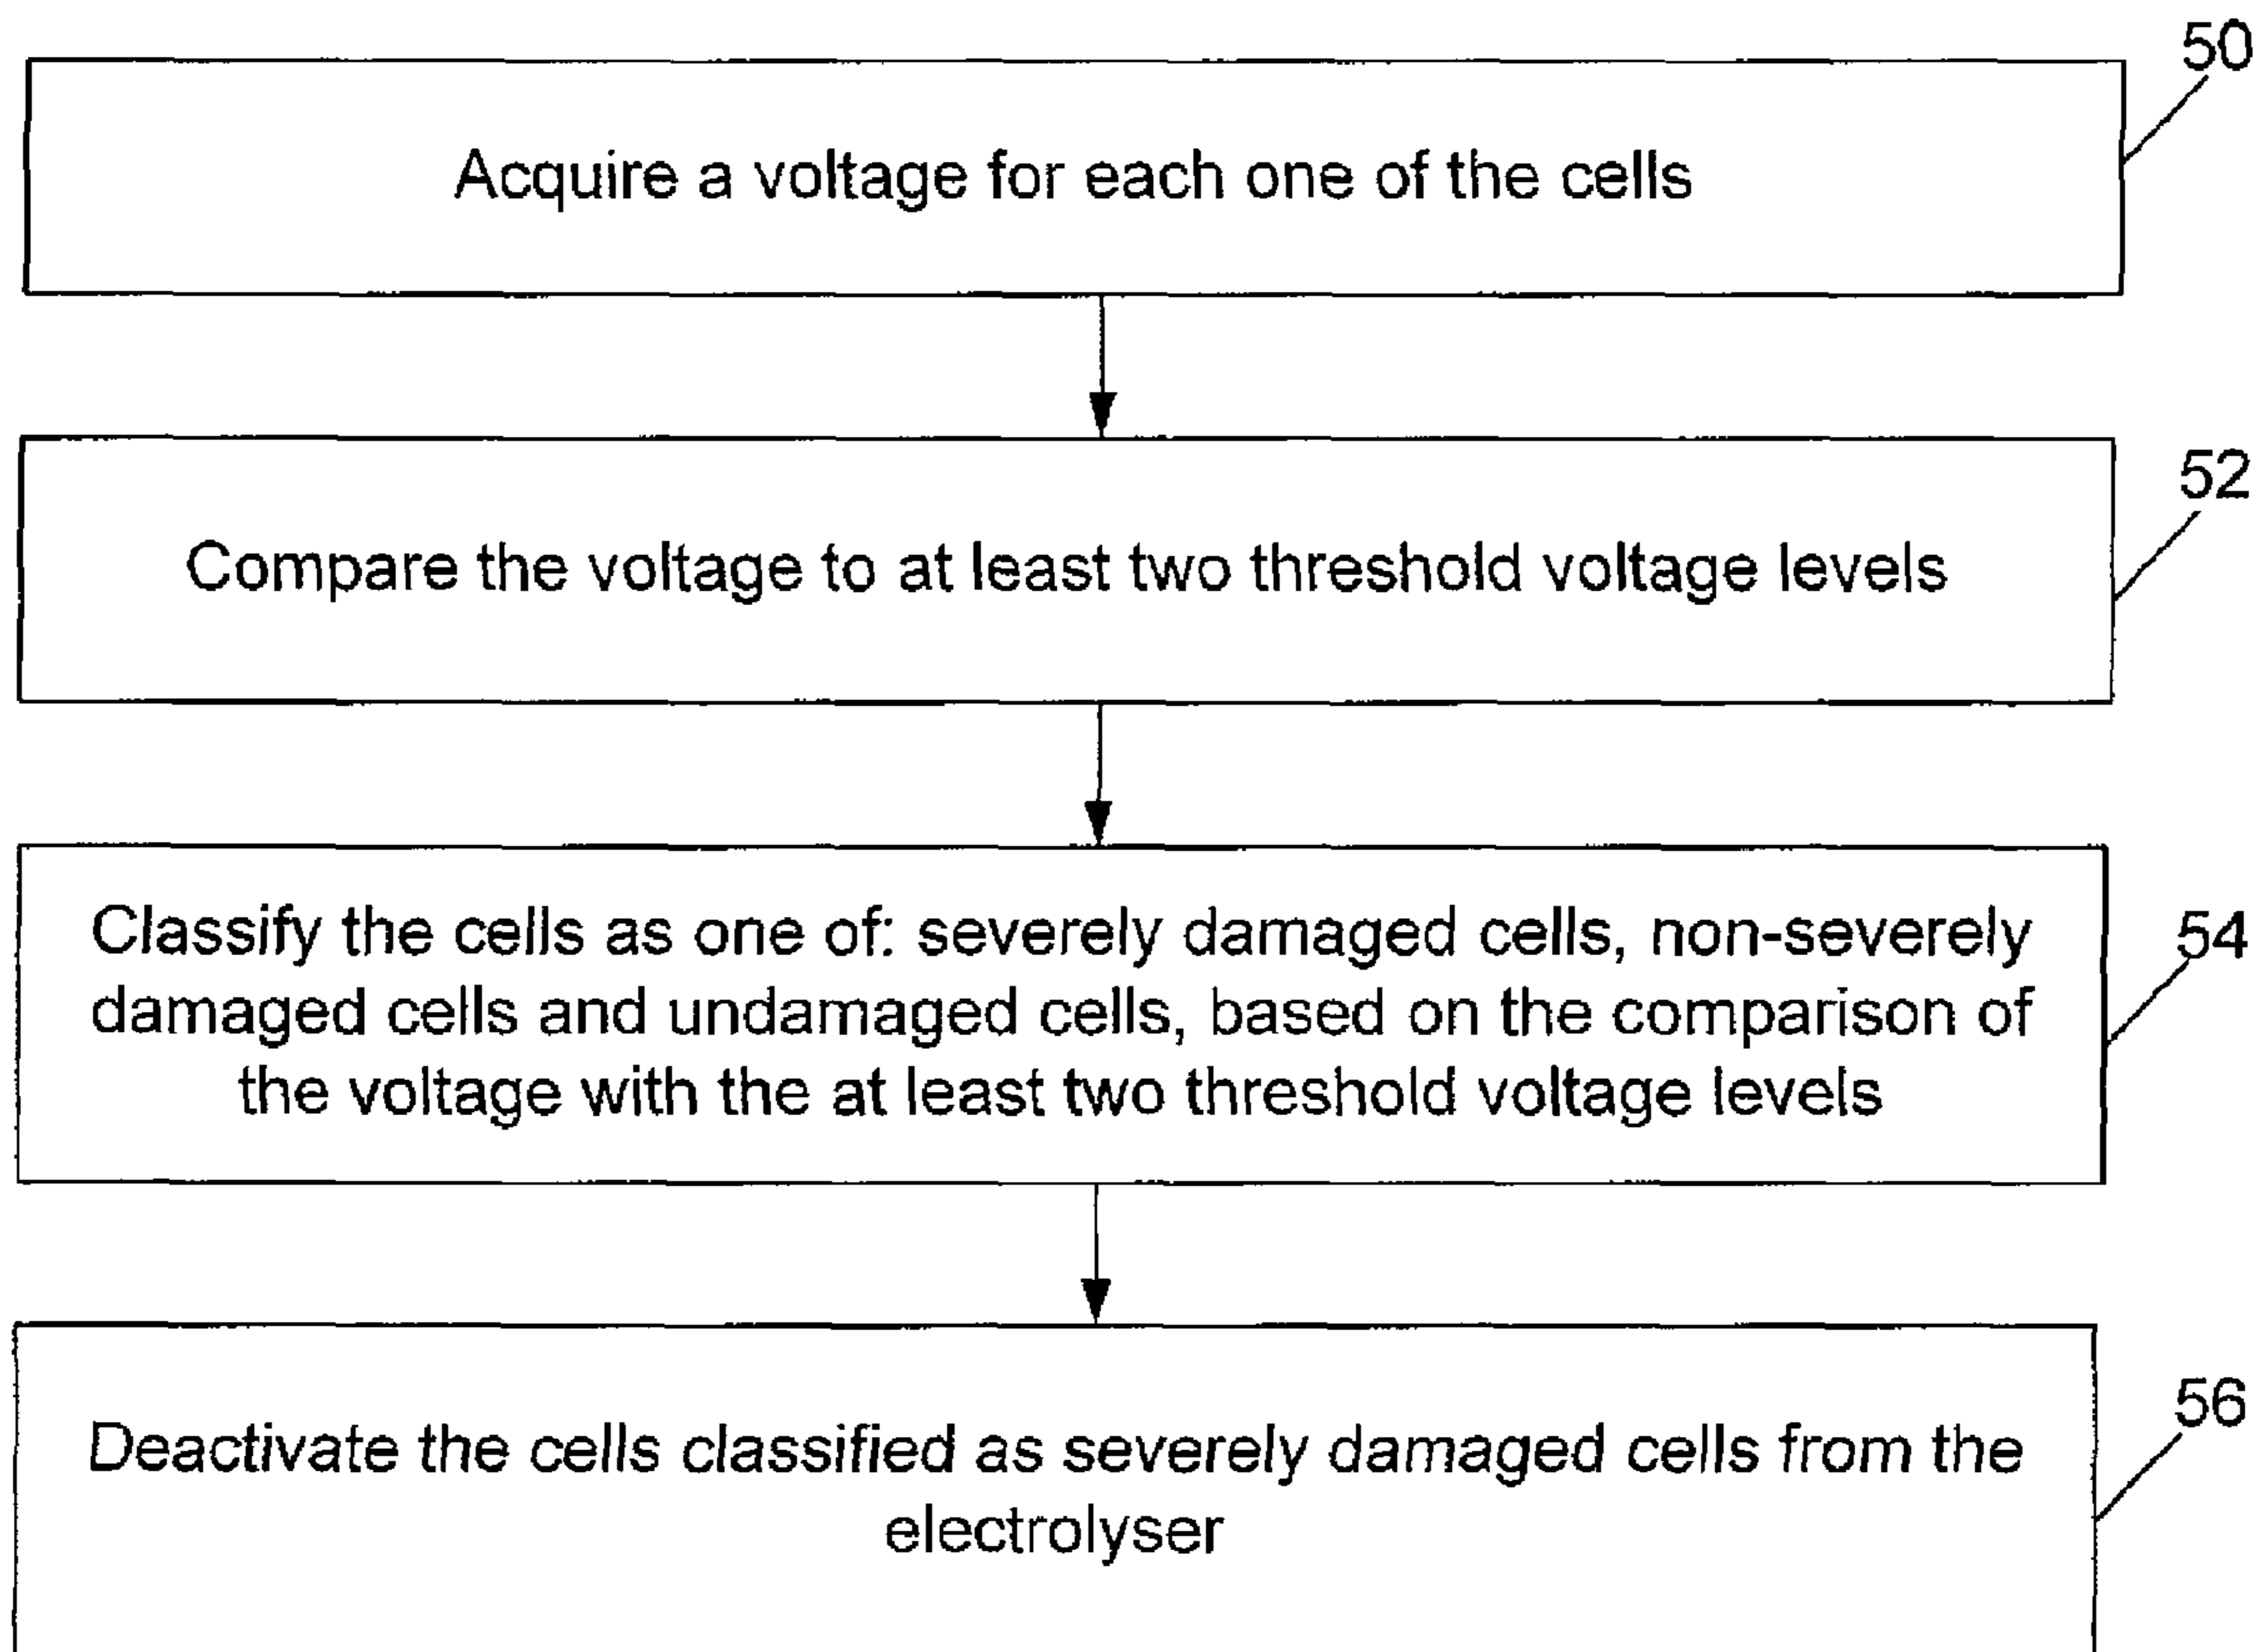 50
Acquire a voltage for each one of the cells
52
Compare the voltage to at least two threshold voltage levels
54
Classify the cells as one of: severely damaged cells, non-severely
damaged cells and undamaged cells, based on the comparison of
the voltage with the at least two threshold voltage levels
56
Deactivate the cells classified as severely damaged cells from the
electrolyser